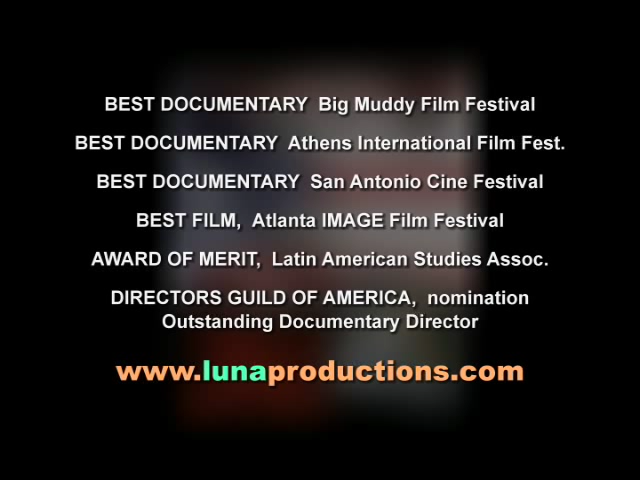 BEST DOCUMENTARY  Big Muddy Film Festival
BEST DOCUMENTARY  Athens International Film Fest.
BEST DOCUMENTARY  San Antonio Cine Festival
BEST FILM,  Atlanta IMAGE Film Festival
AWARD OF MERIT,  Latin American Studies Assoc.
DIRECTORS GUILD OF AMERICA,  nomination
Outstanding Documentary Director
www.lunaproductions.com